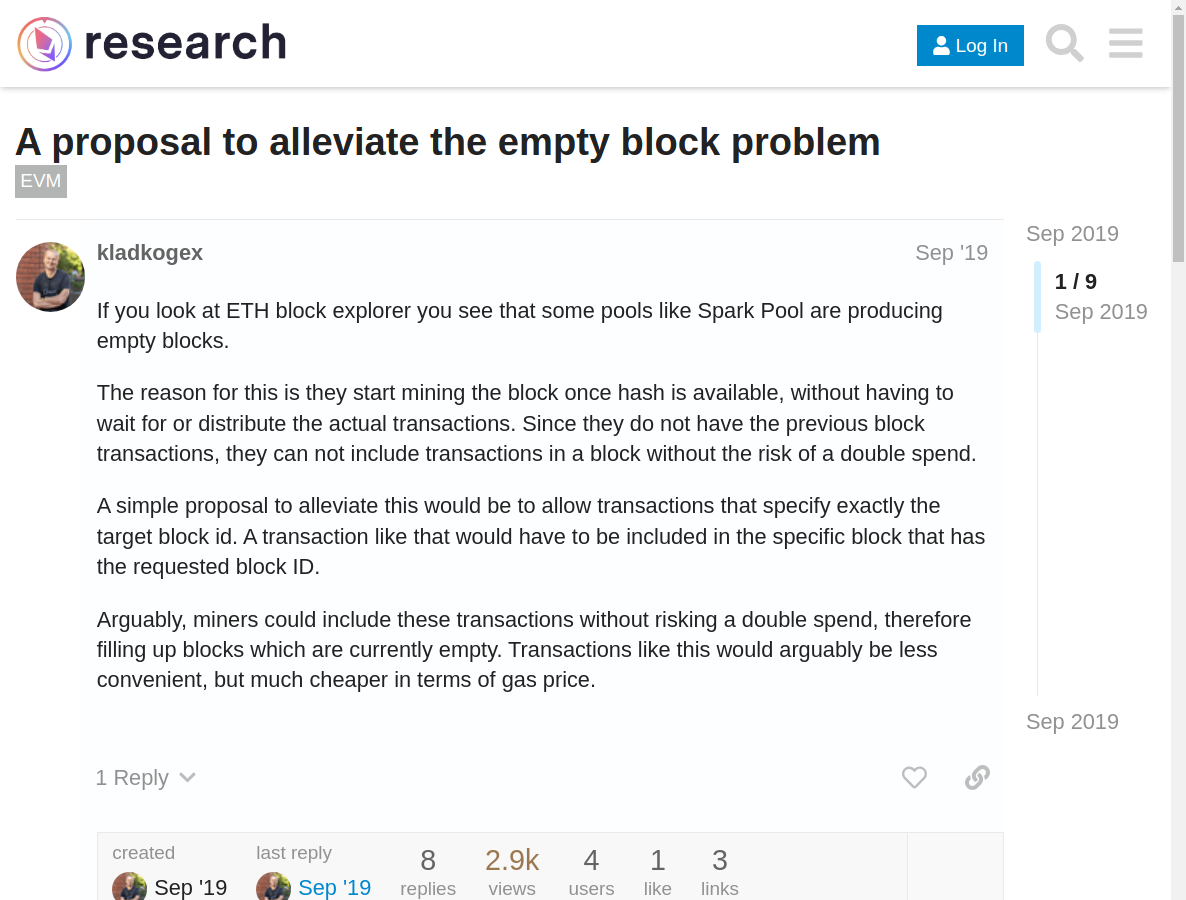 research
Log In
A proposal to alleviate the empty block problem
EVM
Sep 2019
kladkogex
Sep '19
1 / 9
Sep 2019
If you look at ETH block explorer you see that some pools like Spark Pool are producing
empty blocks.
The reason for this is they start mining the block once hash is available, without having to
wait for or distribute the actual transactions. Since they do not have the previous block
transactions, they can not include transactions in a block without the risk of a double spend.
A simple proposal to alleviate this would be to allow transactions that specify exactly the
target block id. A transaction like that would have to be included in the specific block that has
the requested block ID.
Arguably, miners could include these transactions without risking a double spend, therefore
filling up blocks which are currently empty. Transactions like this would arguably be less
convenient, but much cheaper in terms of gas price.
Sep 2019
1 Reply
created
last reply
8
2.9k
4
1
3
Sep '19
Sep '19
replies
views
users
like
links